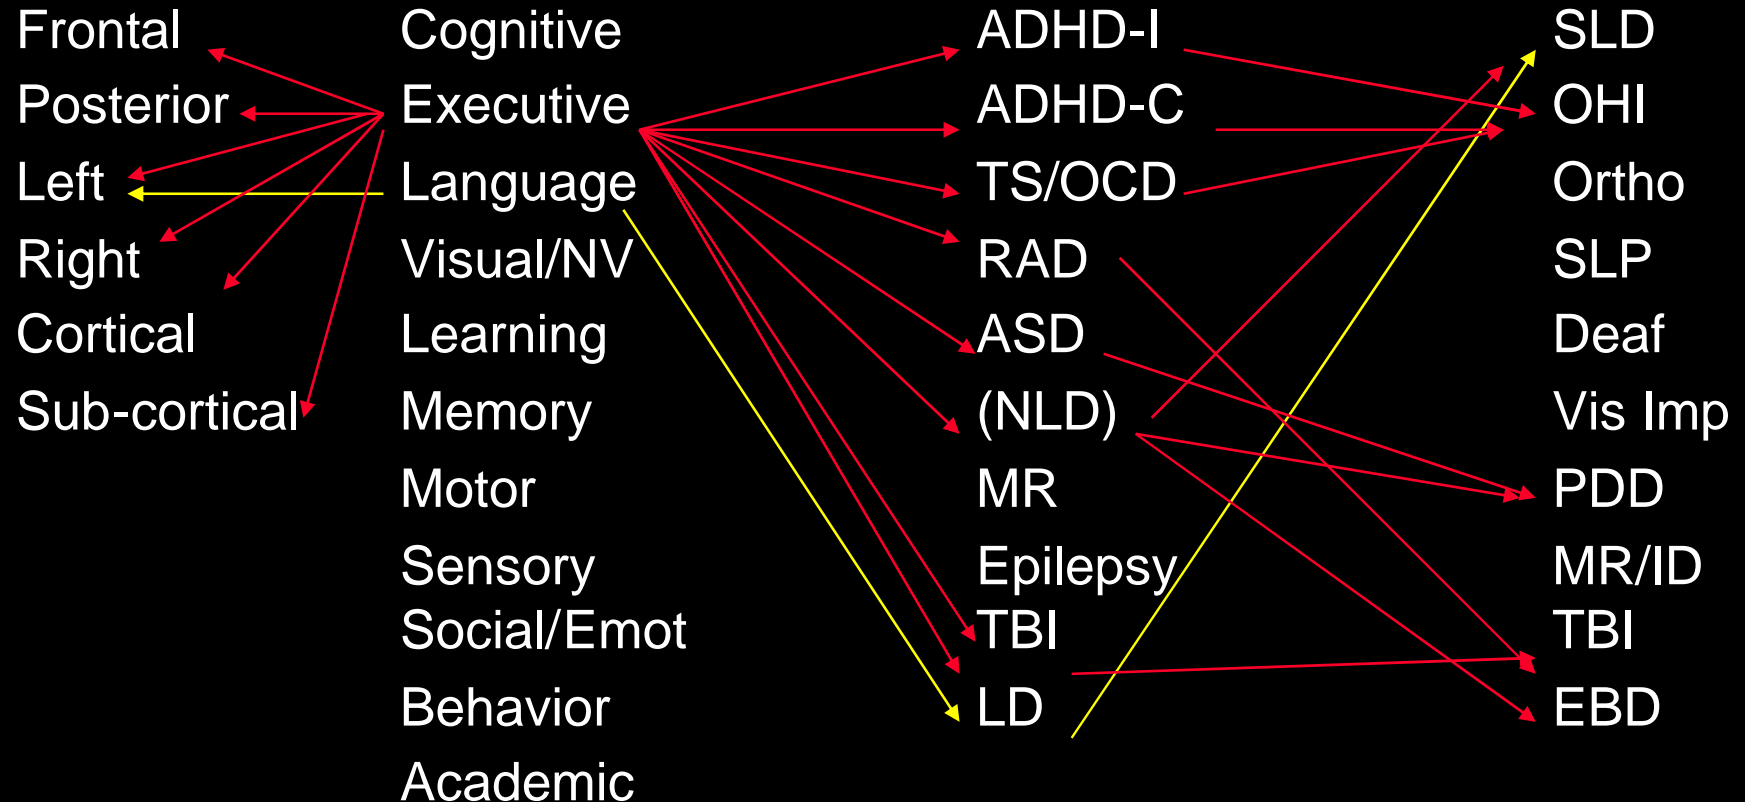 Frontal Cognitive ADHD-I SLD
Posterior Executive ADHD-C OHI
Left Language TS/OCD Ortho
Right Visual/NV RAD SLP
Cortical Learning ASD Deaf
Sub-cortical Memory (NLD) Vis Imp
Motor MR PDD
Sensory Epilepsy MR/ID
Social/Emot TBI TBI
Behavior LD EBD
Academic